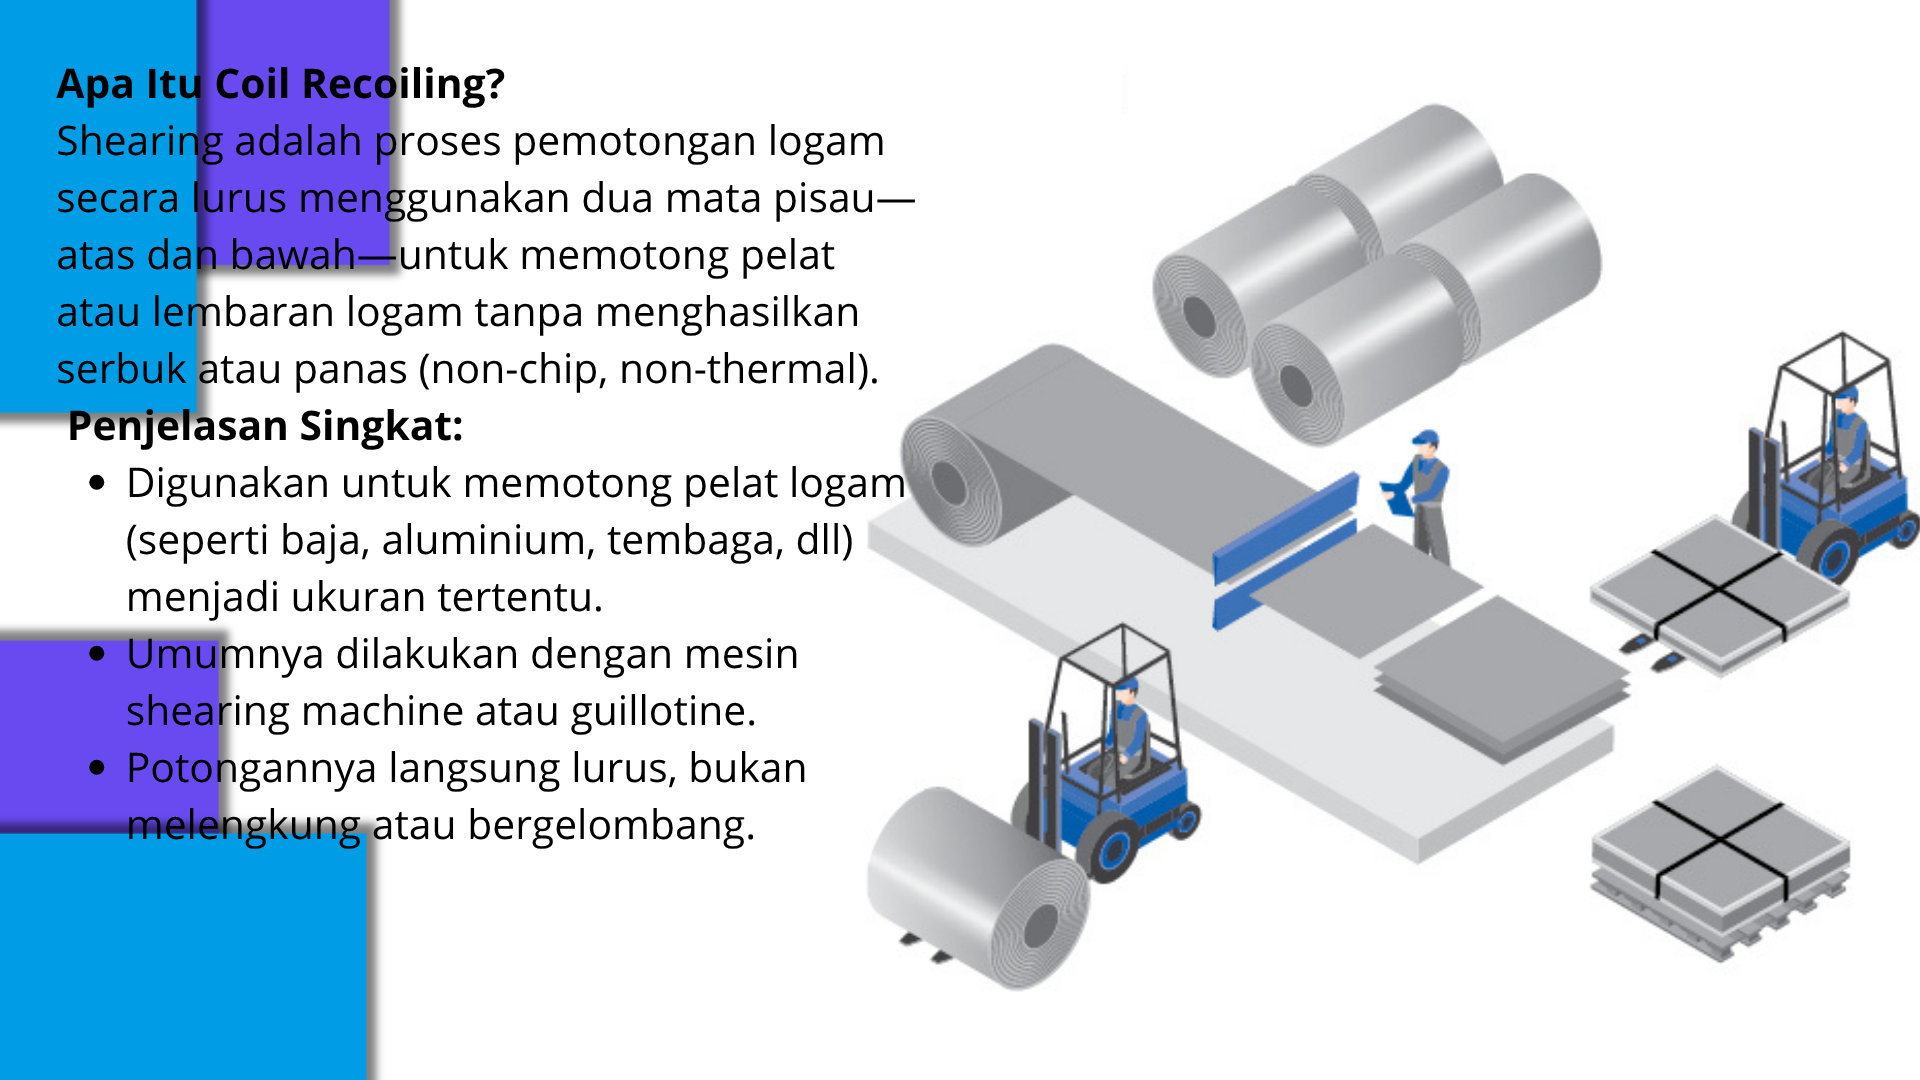 Apa Itu Coil Recoiling?
Shearing adalah proses pemotongan logam
secara lurus menggunakan dua mata pisau—
atas dan bawah—untuk memotong pelat
atau lembaran logam tanpa menghasilkan
serbuk atau panas (non-chip, non-thermal).
Penjelasan Singkat:
• Digunakan untuk memotong pelat logam
(seperti baja, aluminium, tembaga, dll)
menjadi ukuran tertentu.
• Umumnya dilakukan dengan mesin
shearing machine atau guillotine.
• Potongannya langsung lurus, bukan
melengkung atau bergelombang.